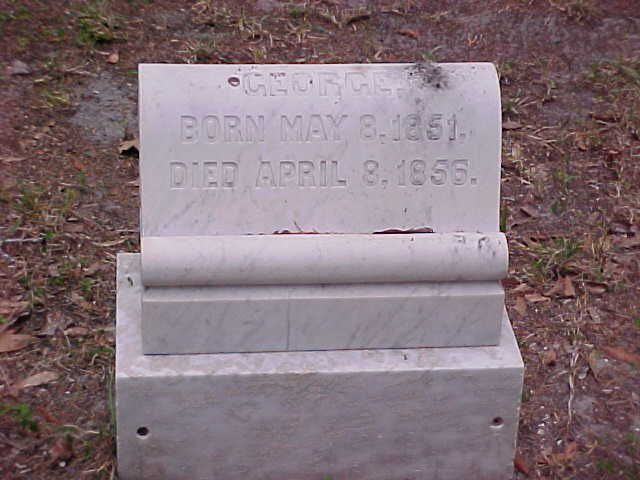 GEORGE.
BORN MAY 8, 1851.
DIED APRIL 8, 1856.